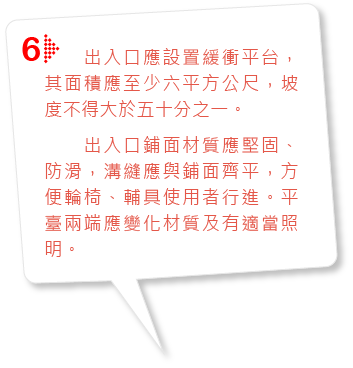 6
出入口應設置緩衝平台，
其面積應至少六平方公尺，坡
度不得大於五十分之一。
出入口鋪面材質應堅固、
防滑，溝縫應與鋪面齊平，方
便輪椅、輔具使用者行進。平
臺兩端應變化材質及有適當照
明。